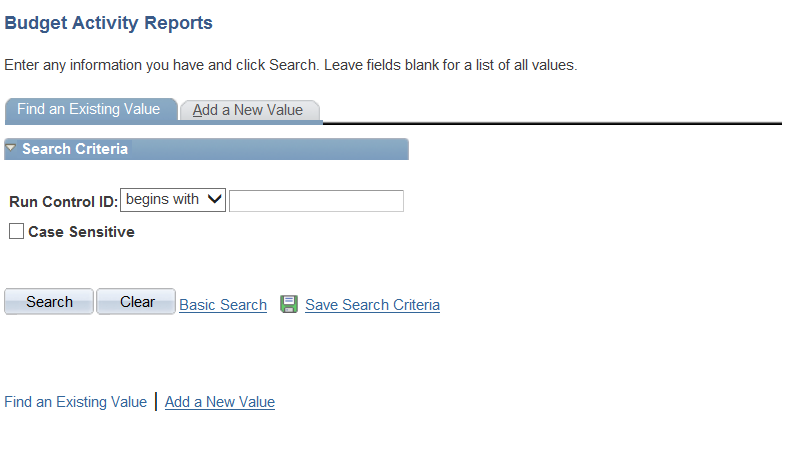 Budget Activity Reports
Enter any information you have and click Search. Leave fields blank for a list of all values.
Find an Existing Value Add a New Value
Search Criteria
Run Control ID: begins with
Case Sensitive
Search Clear Basic Search Save Search Criteria
Find an Existing Value Add a New Value